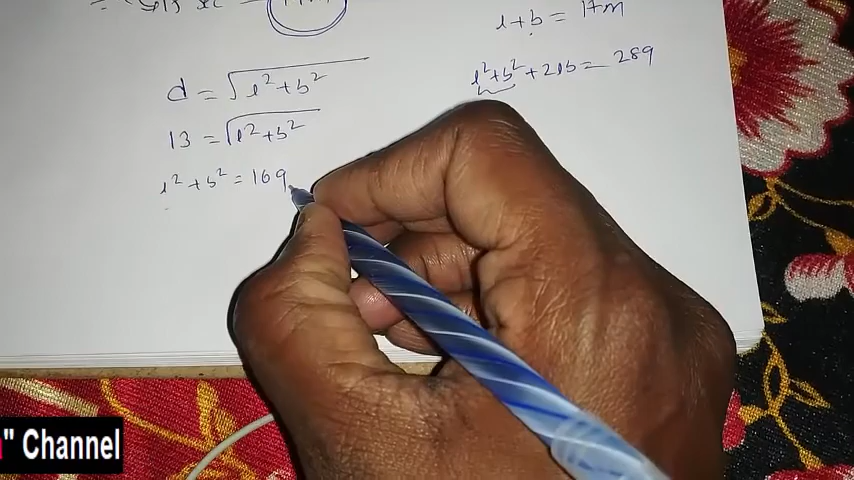 l+b = 17m
d = √l²+b²
l²+b²+2lb = 289
13 = √l²+b²
l²+b² = 169
" Channel